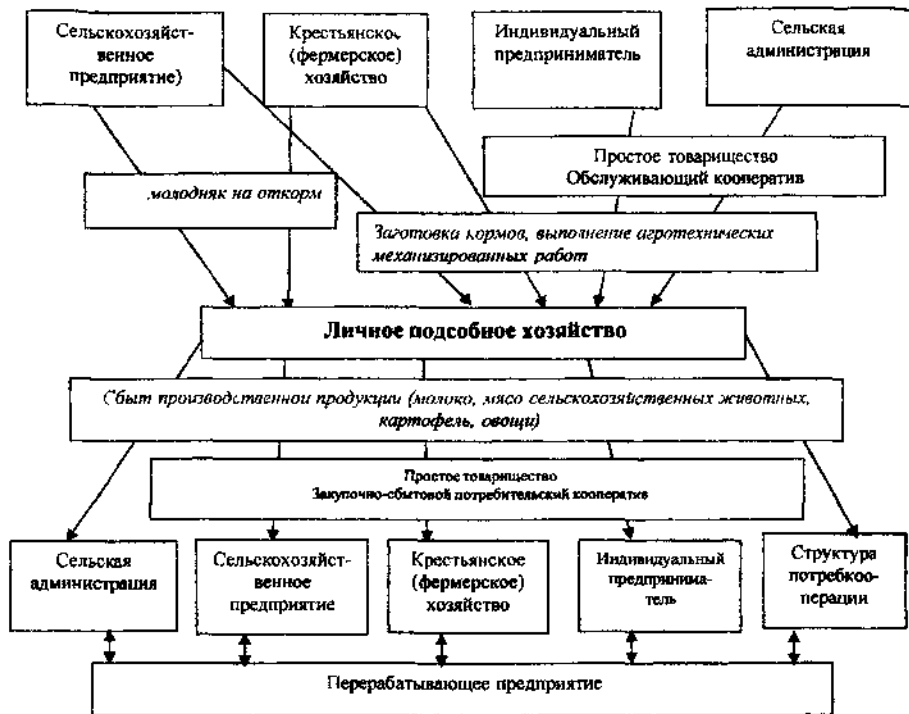 Сельскохозяйст-
венное
предприятие)
Крестьянское
(фермерское)
хозяйство
Индивидуальный
предприниматель
Сельская
администрация
Простое товарищество
Обслуживающий кооператив
молодняк на откорм
Заготовка кормов, выполнение агротехнических
механизированных работ
Личное подсобное хозяйство
Сбыт производственной продукции (молоко, мясо сельскохозяйственных животных,
картофель, овощи)
Простое товарищество
Закупочно-сбытовой потребительский кооператив
Сельская
администрация
Сельскохозяйст-
венное
предприятие
Крестьянское
(фермерское)
хозяйство
Индивидуальный
предпринима-
тель
Структура
потребкоо-
перации
Перерабатывающее предприятие